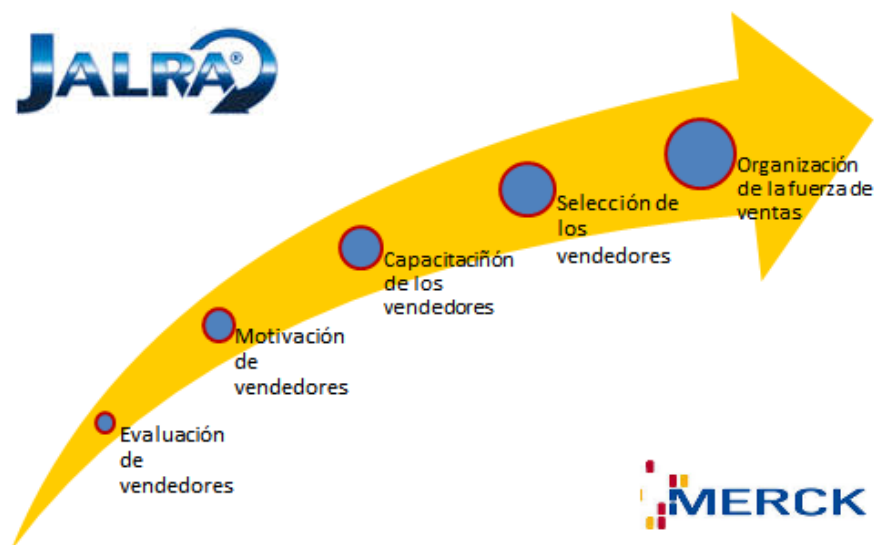 JALRA®
Organización
de la fuerza de
ventas
Selección de
los
vendedores
Capacitaciñón
de los
vendedores
Motivación
de
vendedores
Evaluación
de
vendedores
MERCK